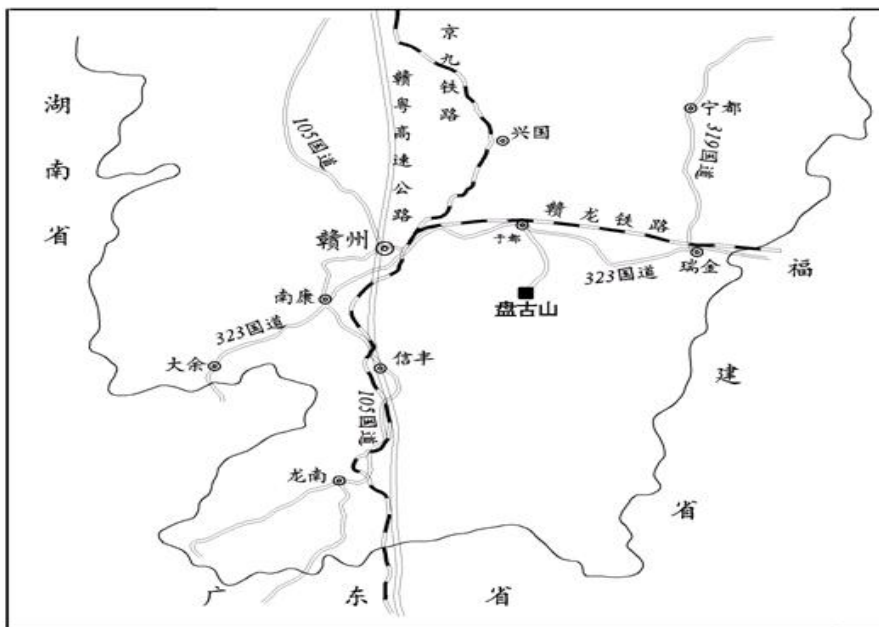 京九铁路
赣粤高速公路
105国道
兴国
宁都
319国道
湖南省
赣州
赣龙铁路
于都
瑞金
323国道
福建省
盘古山
南康
323国道
大余
信丰
105国道
龙南
广东省